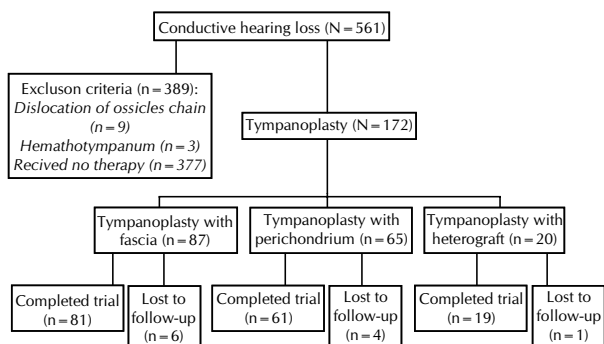 Conductive hearing loss (N = 561)
Excluson criteria (n = 389):
Dislocation of ossicles chain
(n = 9)
Hemathotympanum (n = 3)
Recived no therapy (n = 377)
Tympanoplasty (N = 172)
Tympanoplasty with
fascia (n = 87)
Tympanoplasty with
perichondrium (n = 65)
Tympanoplasty with
heterograft (n = 20)
Completed trial
(n = 81)
Lost to
follow-up
(n = 6)
Completed trial
(n = 61)
Lost to
follow-up
(n = 4)
Completed trial
(n = 19)
Lost to
follow-up
(n = 1)